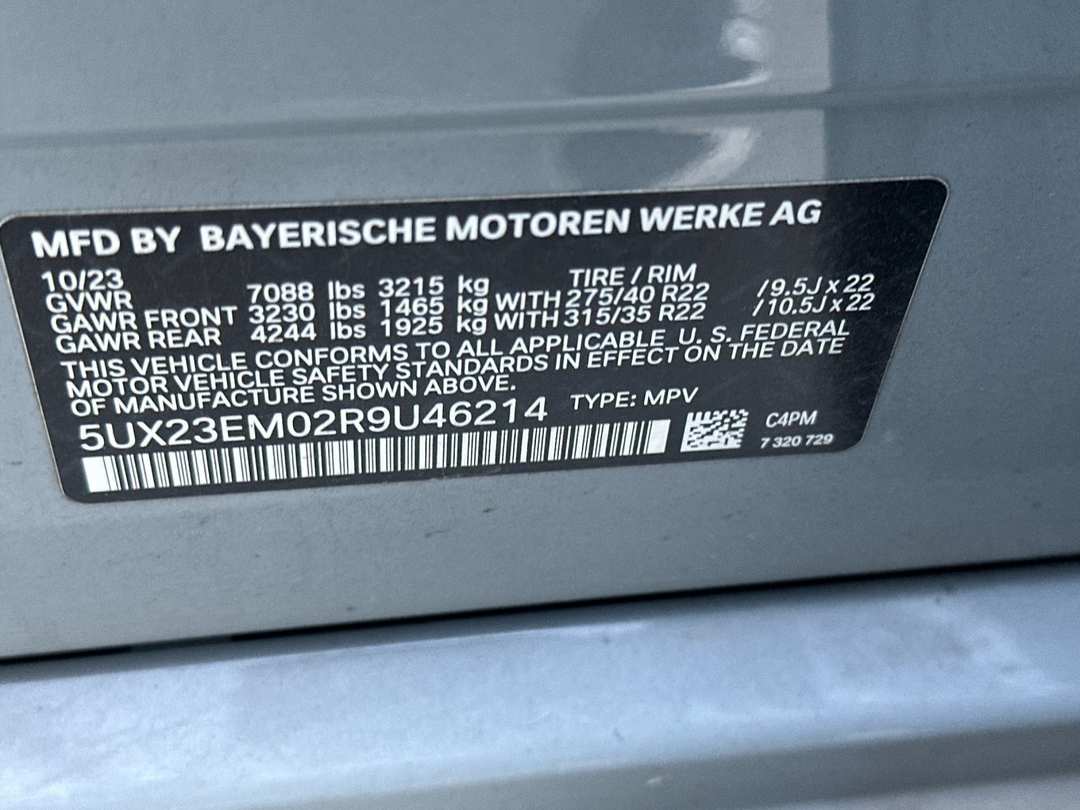 MFD BY BAYERISCHE MOTOREN WERKE AG
10/23 TIRE / RIM
GVWR 7088 lbs 3215 kg
GAWR FRONT 3230 lbs 1465 kg WITH 275/40 R22 /9.5J x 22
GAWR REAR 4244 lbs 1925 kg WITH 315/35 R22 /10.5J x 22
THIS VEHICLE CONFORMS TO ALL APPLICABLE U. S. FEDERAL
MOTOR VEHICLE SAFETY STANDARDS IN EFFECT ON THE DATE
OF MANUFACTURE SHOWN ABOVE.
5UX23EM02R9U46214 TYPE: MPV
C4PM
7 320 729